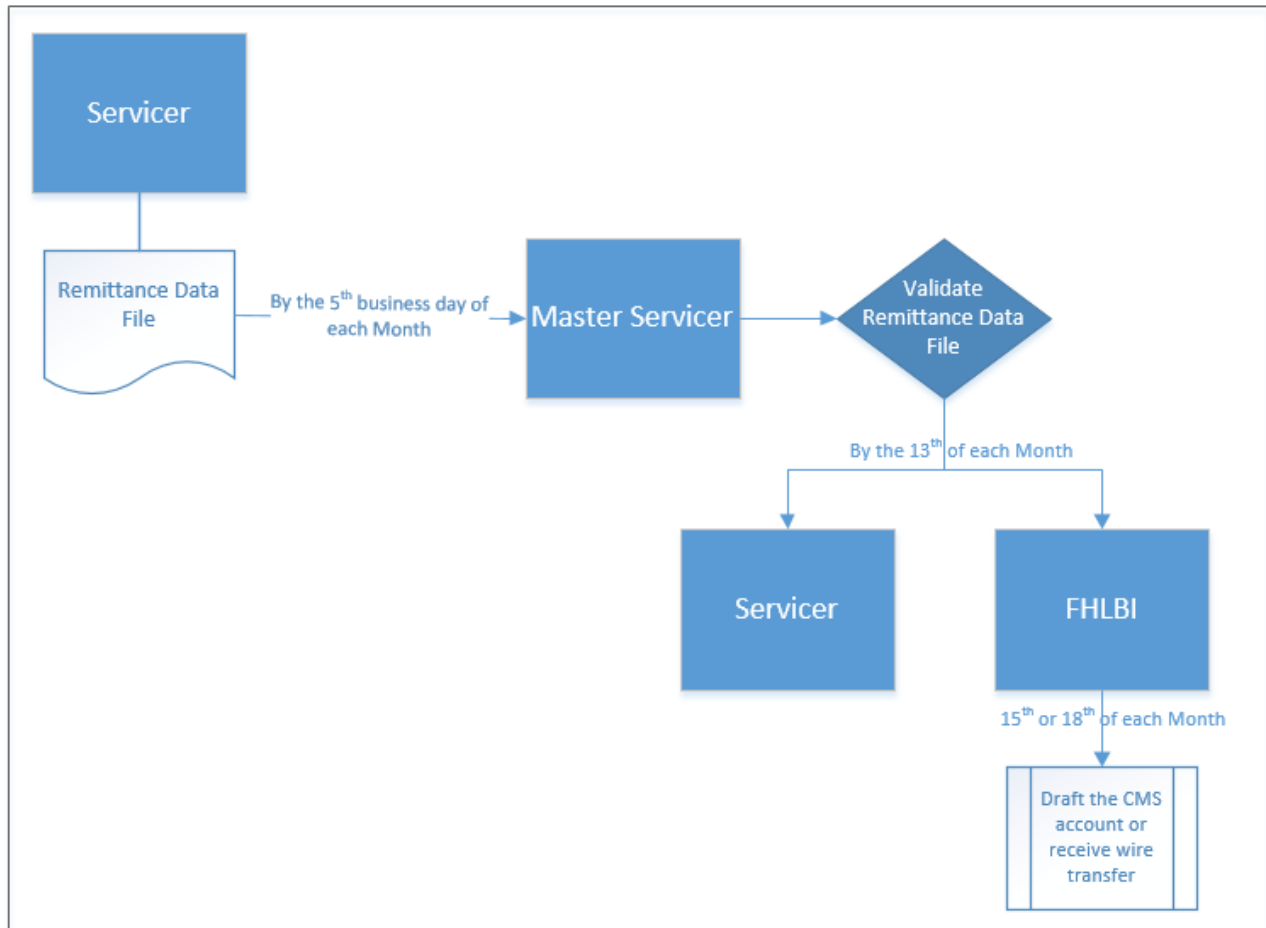 Servicer
Remittance Data
File
By the 5th business day of
each Month
Master Servicer
Validate
Remittance Data
File
By the 13th of each Month
Servicer
FHLBI
15th or 18th of each Month
Draft the CMS
account or
receive wire
transfer